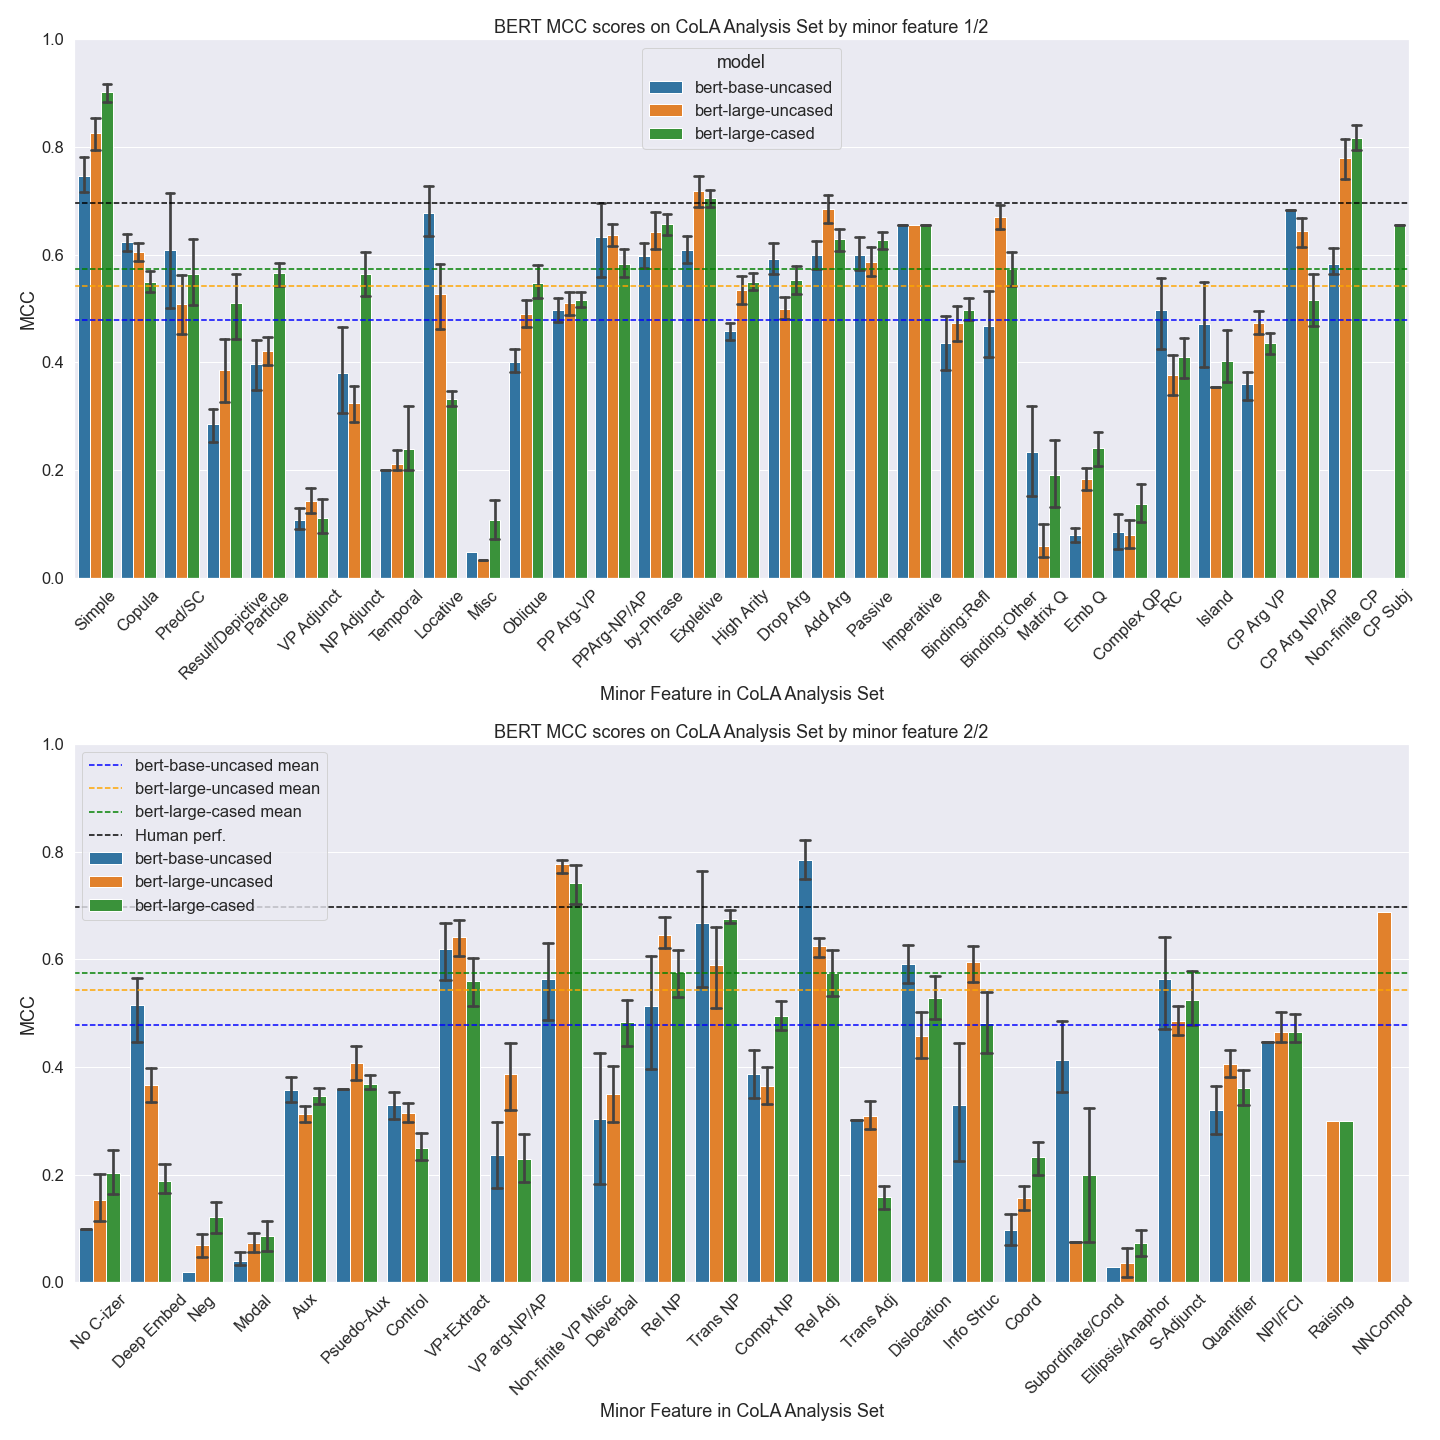 BERT MCC scores on CoLA Analysis Set by minor feature 1/2
model
bert-base-uncased
bert-large-uncased
bert-large-cased
MCC
1.0
0.8
0.6
0.4
0.2
0.0
Simple
Copula
Pred/SC
Result/Depictive
Particle
VP Adjunct
NP Adjunct
Temporal
Locative
Misc
Oblique
PP Arg-VP
PPArg-NP/AP
by-Phrase
Expletive
High Arity
Drop Arg
Add Arg
Passive
Imperative
Binding:Refl
Binding:Other
Matrix Q
Emb Q
Complex QP
RC
Island
CP Arg VP
CP Arg NP/AP
Non-finite CP
CP Subj
Minor Feature in CoLA Analysis Set
BERT MCC scores on CoLA Analysis Set by minor feature 2/2
bert-base-uncased mean
bert-large-uncased mean
bert-large-cased mean
Human perf.
bert-base-uncased
bert-large-uncased
bert-large-cased
MCC
1.0
0.8
0.6
0.4
0.2
0.0
No C-izer
Deep Embed
Neg
Modal
Aux
Psuedo-Aux
Control
VP+Extract
VP arg-NP/AP
Non-finite VP Misc
Deverbal
Rel NP
Trans NP
Compx NP
Rel Adj
Trans Adj
Dislocation
Info Struc
Coord
Subordinate/Cond
Ellipsis/Anaphor
S-Adjunct
Quantifier
NPI/FCI
Raising
NNCompd
Minor Feature in CoLA Analysis Set